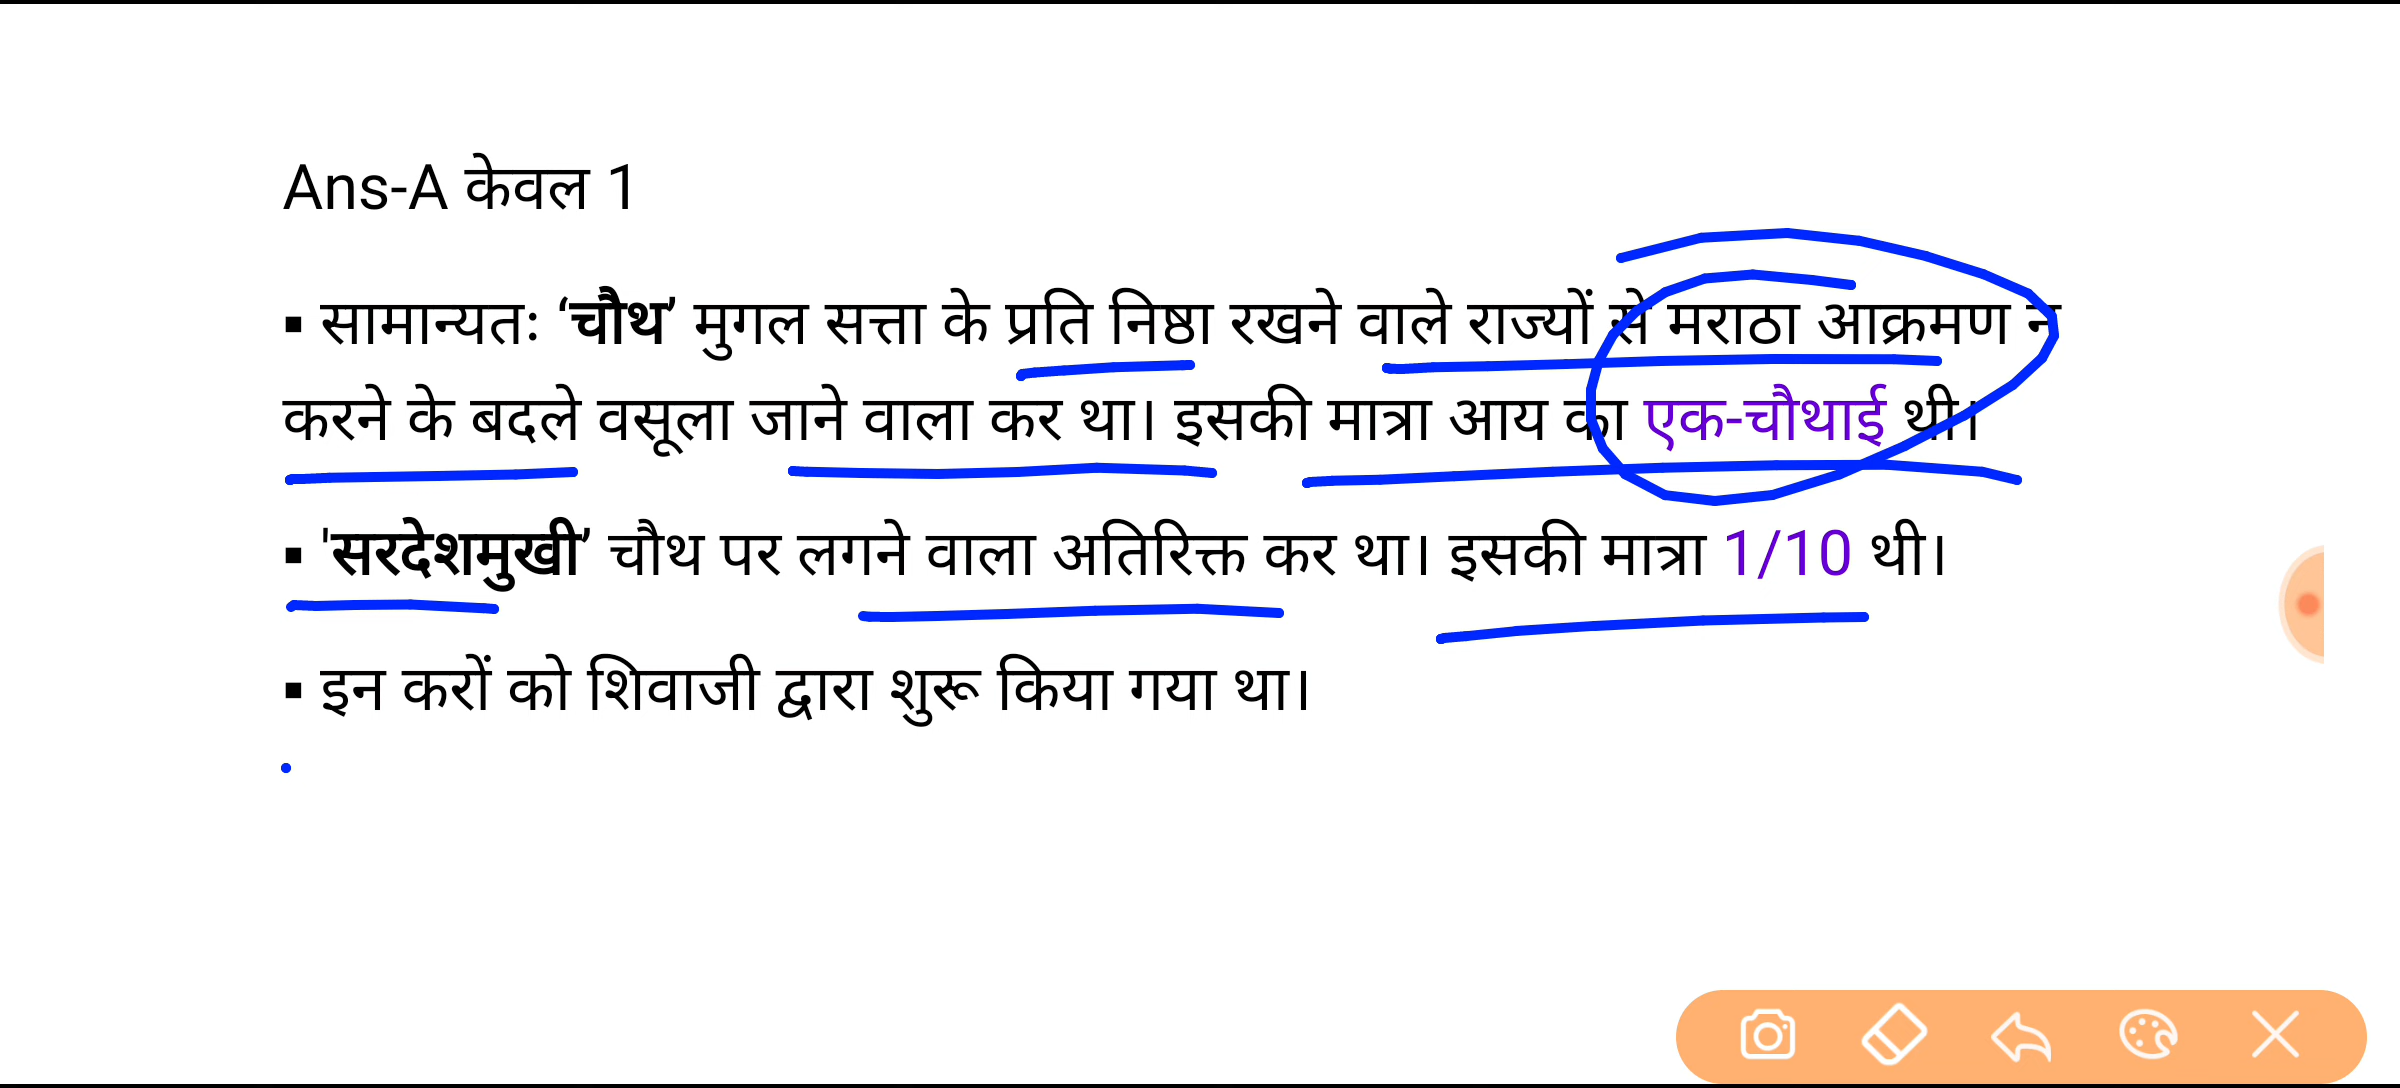 Ans-A केवल 1
▪ सामान्यतः ‘चौथ’ मुगल सत्ता के प्रति निष्ठा रखने वाले राज्यों से मराठा आक्रमण न
करने के बदले वसूला जाने वाला कर था। इसकी मात्रा आय का एक-चौथाई थी।
▪ 'सरदेशमुखी’ चौथ पर लगने वाला अतिरिक्त कर था। इसकी मात्रा 1/10 थी।
▪ इन करों को शिवाजी द्वारा शुरू किया गया था।